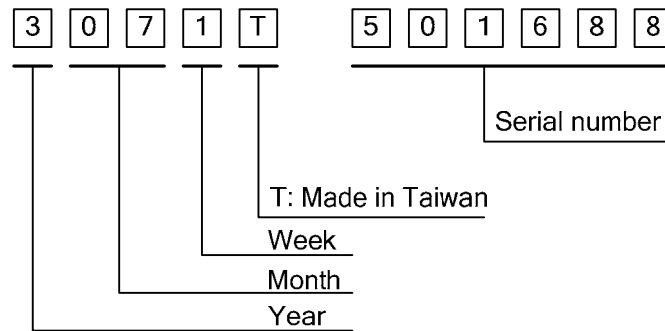 3 0 7 1 T 5 0 1 6 8 8
Serial number
T: Made in Taiwan
Week
Month
Year